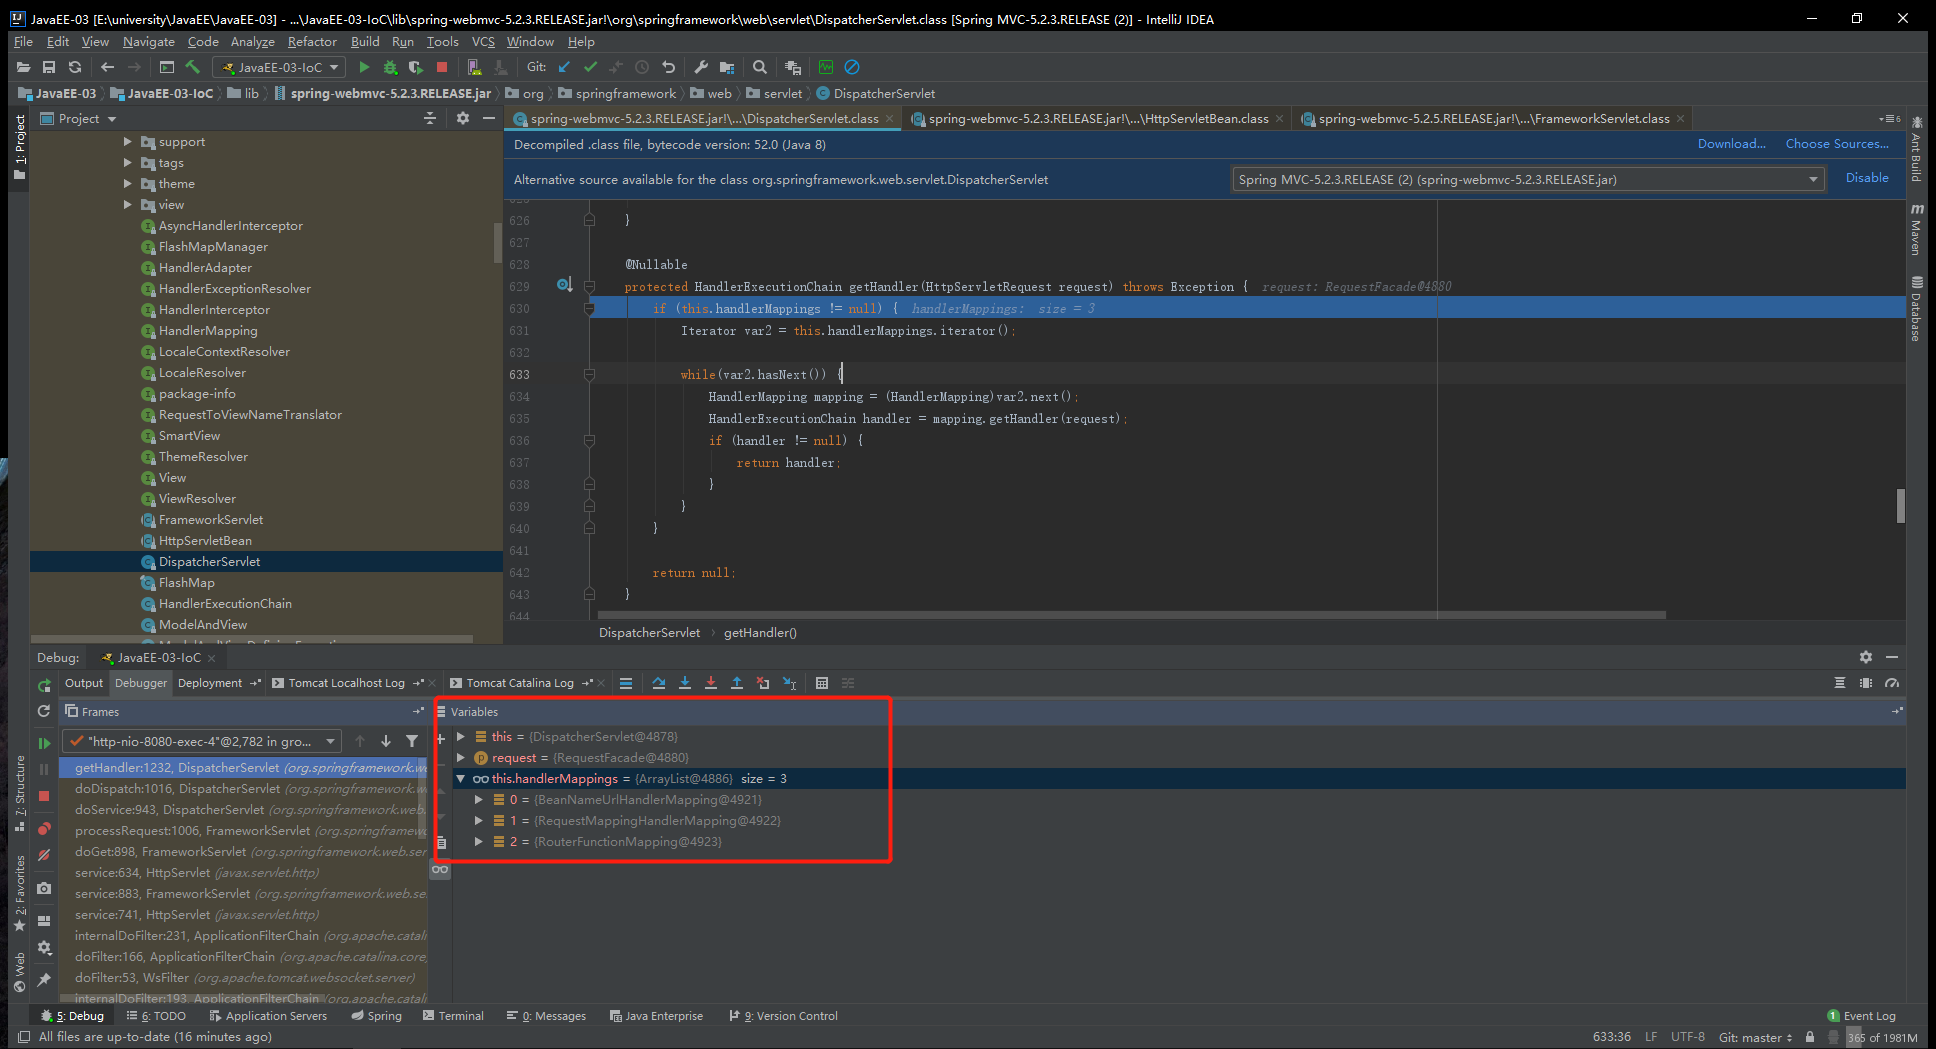 JavaEE-03 [E:\university\JavaEE\JavaEE-03] - ...\JavaEE-03-IoC\lib\spring-webmvc-5.2.3.RELEASE.jar!\org\springframework\web\servlet\DispatcherServlet.class [Spring MVC-5.2.3.RELEASE (2)] - IntelliJ IDEA
File Edit View Navigate Code Analyze Refactor Build Run Tools VCS Window Help
JavaEE-03-IoC Git:
JavaEE-03 JavaEE-03-IoC lib spring-webmvc-5.2.3.RELEASE.jar org springframework web servlet DispatcherServlet
1: Project
7: Structure
2: Favorites
Web
Project
support
tags
theme
view
AsyncHandlerInterceptor
FlashMapManager
HandlerAdapter
HandlerExceptionResolver
HandlerInterceptor
HandlerMapping
LocaleContextResolver
LocaleResolver
package-info
RequestToViewNameTranslator
SmartView
ThemeResolver
View
ViewResolver
FrameworkServlet
HttpServletBean
DispatcherServlet
FlashMap
HandlerExecutionChain
ModelAndView
spring-webmvc-5.2.3.RELEASE.jar!\...\DispatcherServlet.class spring-webmvc-5.2.3.RELEASE.jar!\...\HttpServletBean.class spring-webmvc-5.2.5.RELEASE.jar!\...\FrameworkServlet.class 6
Decompiled .class file, bytecode version: 52.0 (Java 8) Download... Choose Sources...
Alternative source available for the class org.springframework.web.servlet.DispatcherServlet Spring MVC-5.2.3.RELEASE (2) (spring-webmvc-5.2.3.RELEASE.jar) Disable
626 }
627
628 @Nullable
629 protected HandlerExecutionChain getHandler(HttpServletRequest request) throws Exception { request: RequestFacade@4880
630 if (this.handlerMappings != null) { handlerMappings: size = 3
631 Iterator var2 = this.handlerMappings.iterator();
632
633 while(var2.hasNext()) {
634 HandlerMapping mapping = (HandlerMapping)var2.next();
635 HandlerExecutionChain handler = mapping.getHandler(request);
636 if (handler != null) {
637 return handler;
638 }
639 }
640 }
641
642 return null;
643 }
644
DispatcherServlet getHandler()
Ant Build
Maven
Database
Debug: JavaEE-03-IoC
Output Debugger Deployment Tomcat Localhost Log Tomcat Catalina Log
Frames
"http-nio-8080-exec-4"@2,782 in gro...
getHandler:1232, DispatcherServlet (org.springframework.we
doDispatch:1016, DispatcherServlet (org.springframework.we
doService:943, DispatcherServlet (org.springframework.web.
processRequest:1006, FrameworkServlet (org.springframewo
doGet:898, FrameworkServlet (org.springframework.web.ser
service:634, HttpServlet (javax.servlet.http)
service:883, FrameworkServlet (org.springframework.web.se
service:741, HttpServlet (javax.servlet.http)
internalDoFilter:231, ApplicationFilterChain (org.apache.catali
doFilter:166, ApplicationFilterChain (org.apache.catalina.core
doFilter:53, WsFilter (org.apache.tomcat.websocket.server)
internalDoFilter:193, ApplicationFilterChain (org.apache.catali
Variables
this = {DispatcherServlet@4878}
request = {RequestFacade@4880}
this.handlerMappings = {ArrayList@4886} size = 3
0 = {BeanNameUrlHandlerMapping@4921}
1 = {RequestMappingHandlerMapping@4922}
2 = {RouterFunctionMapping@4923}
5: Debug 6: TODO Application Servers Spring Terminal 0: Messages Java Enterprise 9: Version Control 1 Event Log
All files are up-to-date (16 minutes ago) 633:36 LF UTF-8 Git: master 365 of 1981M